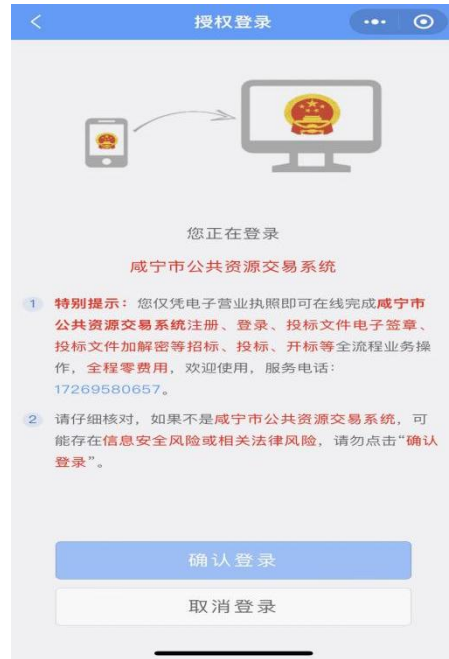 授权登录
您正在登录
咸宁市公共资源交易系统
1 特别提示：您仅凭电子营业执照即可在线完成咸宁市
公共资源交易系统注册、登录、投标文件电子签章、
投标文件加解密等招标、投标、开标等全流程业务操
作，全程零费用，欢迎使用，服务电话：
17269580657。
2 请仔细核对，如果不是咸宁市公共资源交易系统，可
能存在信息安全风险或相关法律风险，请勿点击“确认
登录”。
确认登录
取消登录